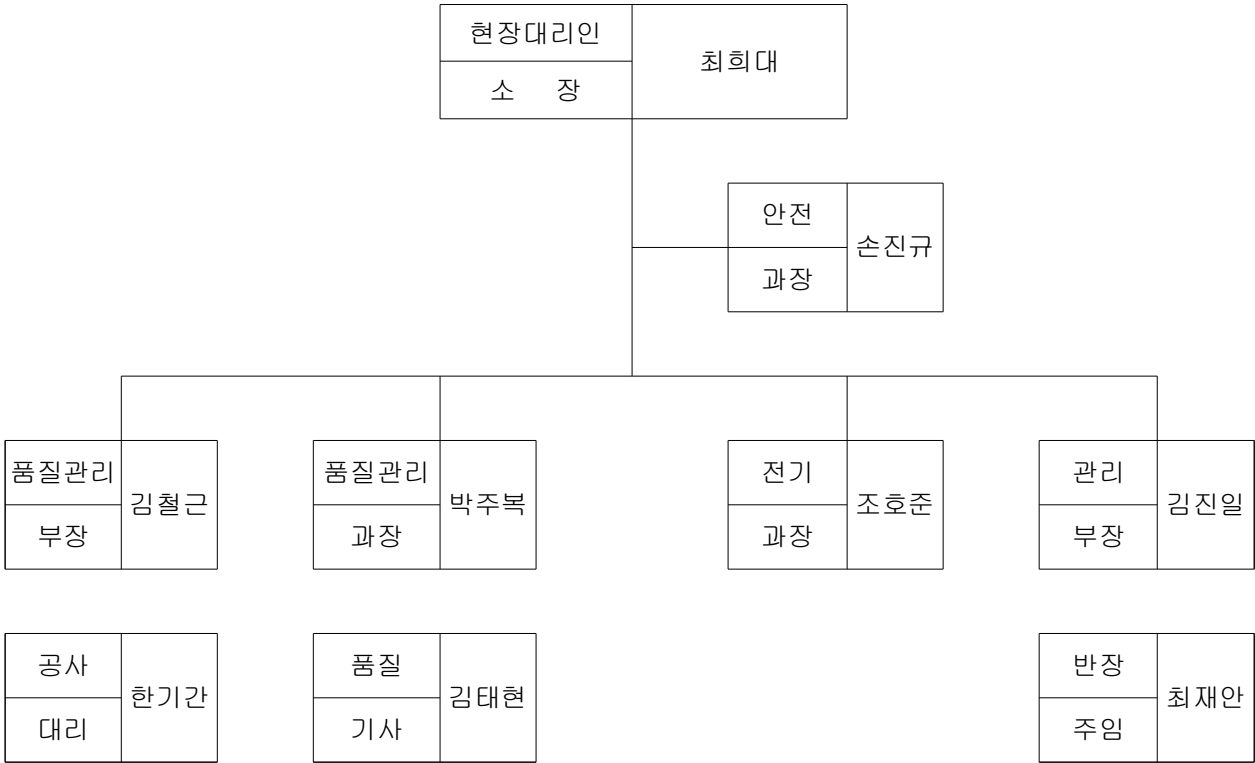 현장대리인
소 장
최희대
안전
과장
손진규
품질관리
부장
김철근
품질관리
과장
박주복
전기
과장
조호준
관리
부장
김진일
공사
대리
한기간
품질
기사
김태현
반장
주임
최재안